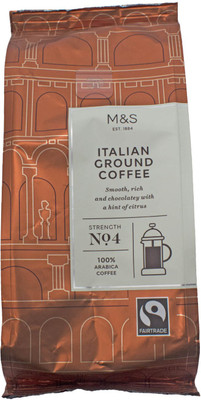 M&S
EST. 1884
ITALIAN
GROUND
COFFEE
Smooth, rich
and chocolatey with
a hint of citrus
STRENGTH
No4
100%
ARABICA
COFFEE
FAIRTRADE